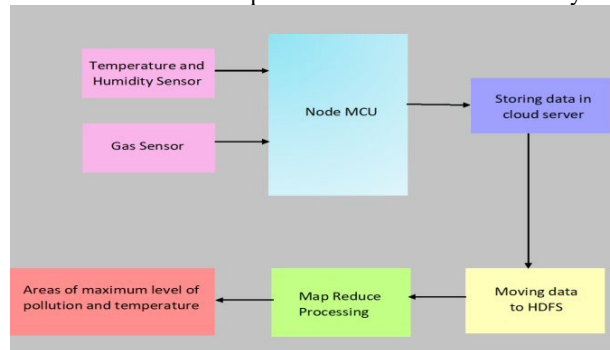 Temperature and
Humidity Sensor
Node MCU
Storing data in
cloud server
Gas Sensor
Areas of maximum level of
pollution and temperature
Map Reduce
Processing
Moving data
to HDFS